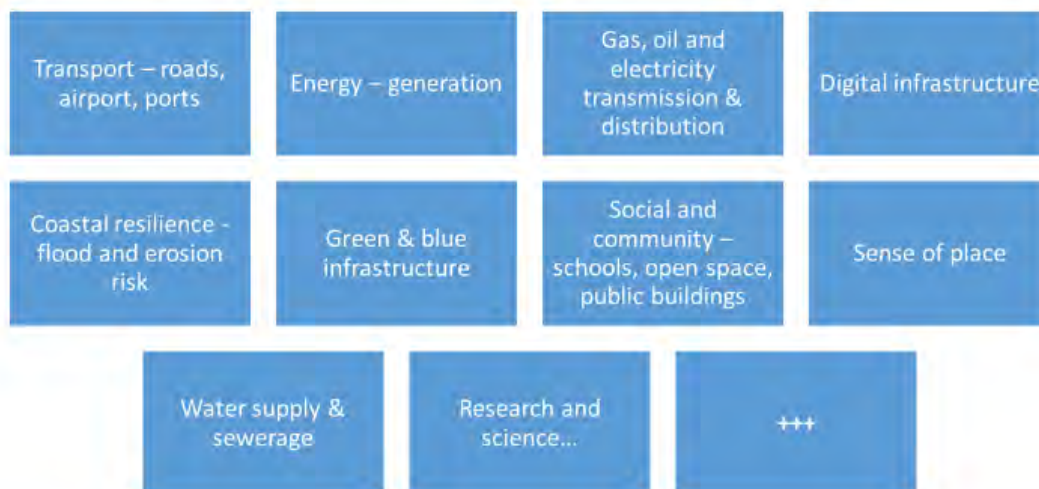 Transport – roads,
airport, ports
Energy – generation
Gas, oil and
electricity
transmission &
distribution
Digital infrastructure
Coastal resilience -
flood and erosion
risk
Green & blue
infrastructure
Social and
community –
schools, open space,
public buildings
Sense of place
Water supply &
sewerage
Research and
science...
+++